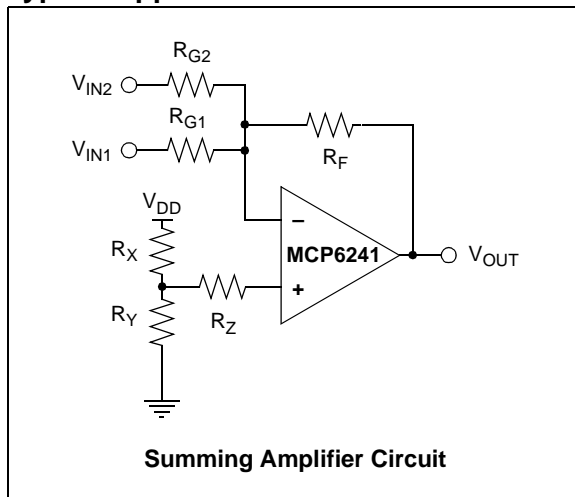 R_G2
V_IN2
R_G1
V_IN1
R_F
V_DD
–
MCP6241
V_OUT
R_X
+
R_Y
R_Z
Summing Amplifier Circuit